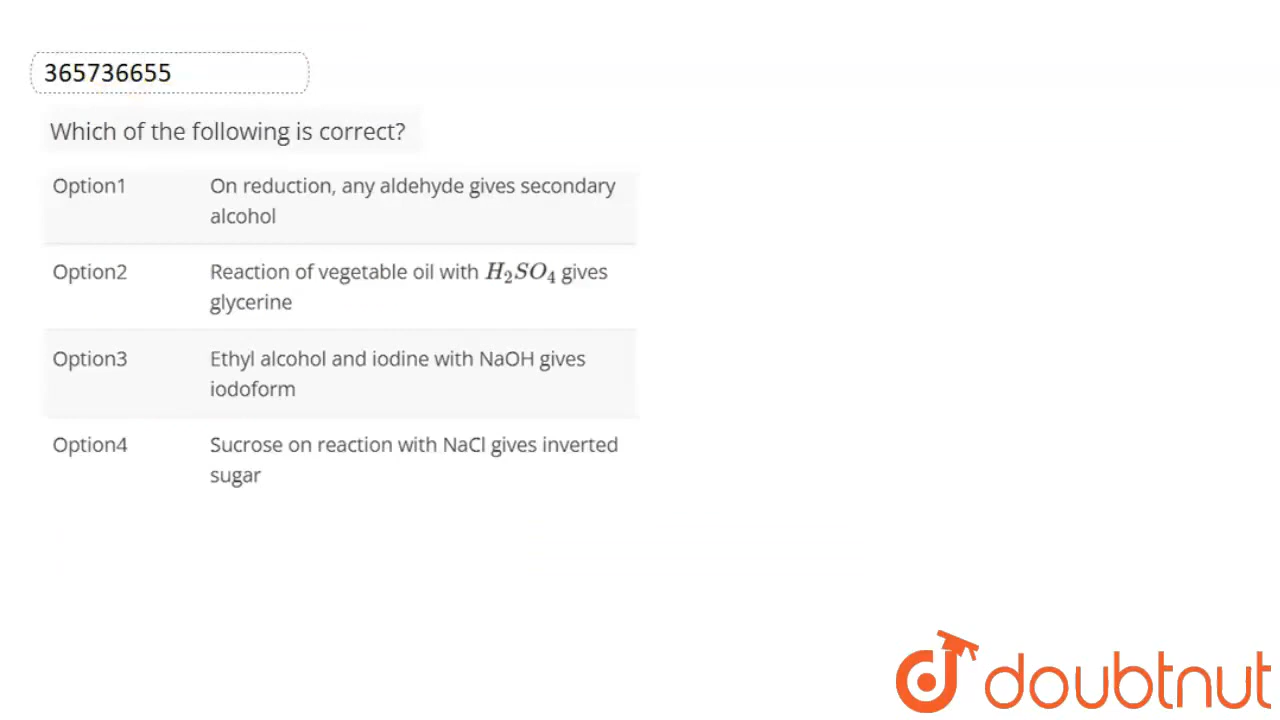 365736655
Which of the following is correct?
Option1 On reduction, any aldehyde gives secondary
alcohol
Option2 Reaction of vegetable oil with H₂SO₄ gives
glycerine
Option3 Ethyl alcohol and iodine with NaOH gives
iodoform
Option4 Sucrose on reaction with NaCl gives inverted
sugar
doubtnut